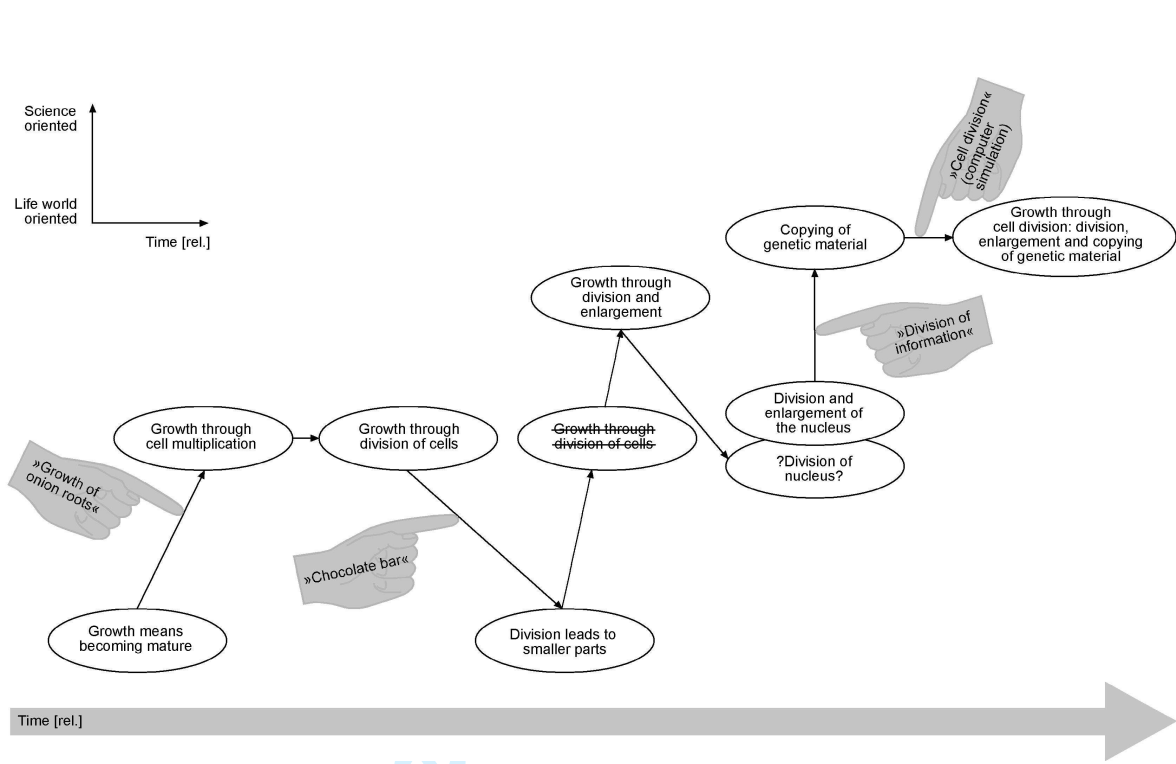 Science
oriented
Life world
oriented
Time [rel.]
»Cell division«
(computer
simulation)
Copying of
genetic material
Growth through
cell division: division,
enlargement and copying
of genetic material
Growth through
division and
enlargement
»Division of
information«
Division and
enlargement of
the nucleus
?Division of
nucleus?
Growth through
cell multiplication
Growth through
division of cells
Growth through
division of cells
»Growth of
onion roots«
»Chocolate bar«
Growth means
becoming mature
Division leads to
smaller parts
Time [rel.]